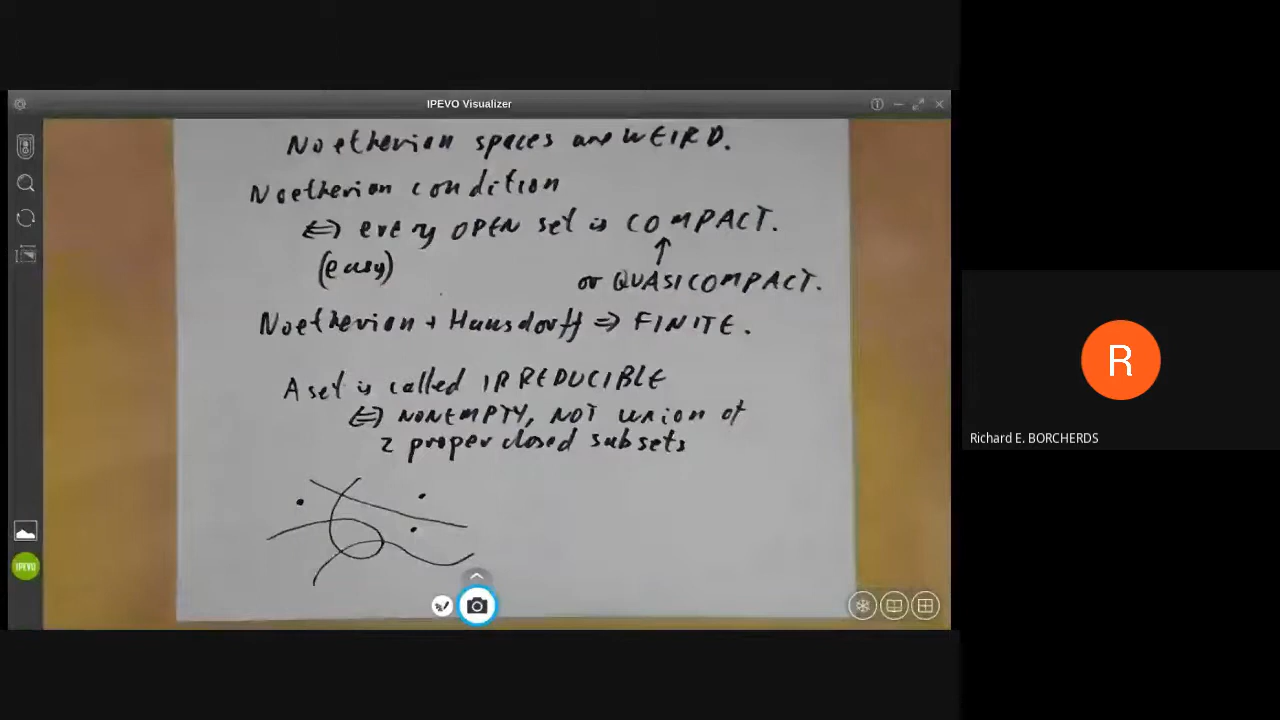 IPEVO Visualizer
Noetherian spaces are WEIRD.
Noetherian condition
⇔ every OPEN set is COMPACT.
(easy)
or QUASICOMPACT.
Noetherian + Hausdorff ⇒ FINITE.
A set is called IRREDUCIBLE
⇔ NONEMPTY, NOT union of
2 proper closed subsets
R
Richard E. BORCHERDS
IPEVO